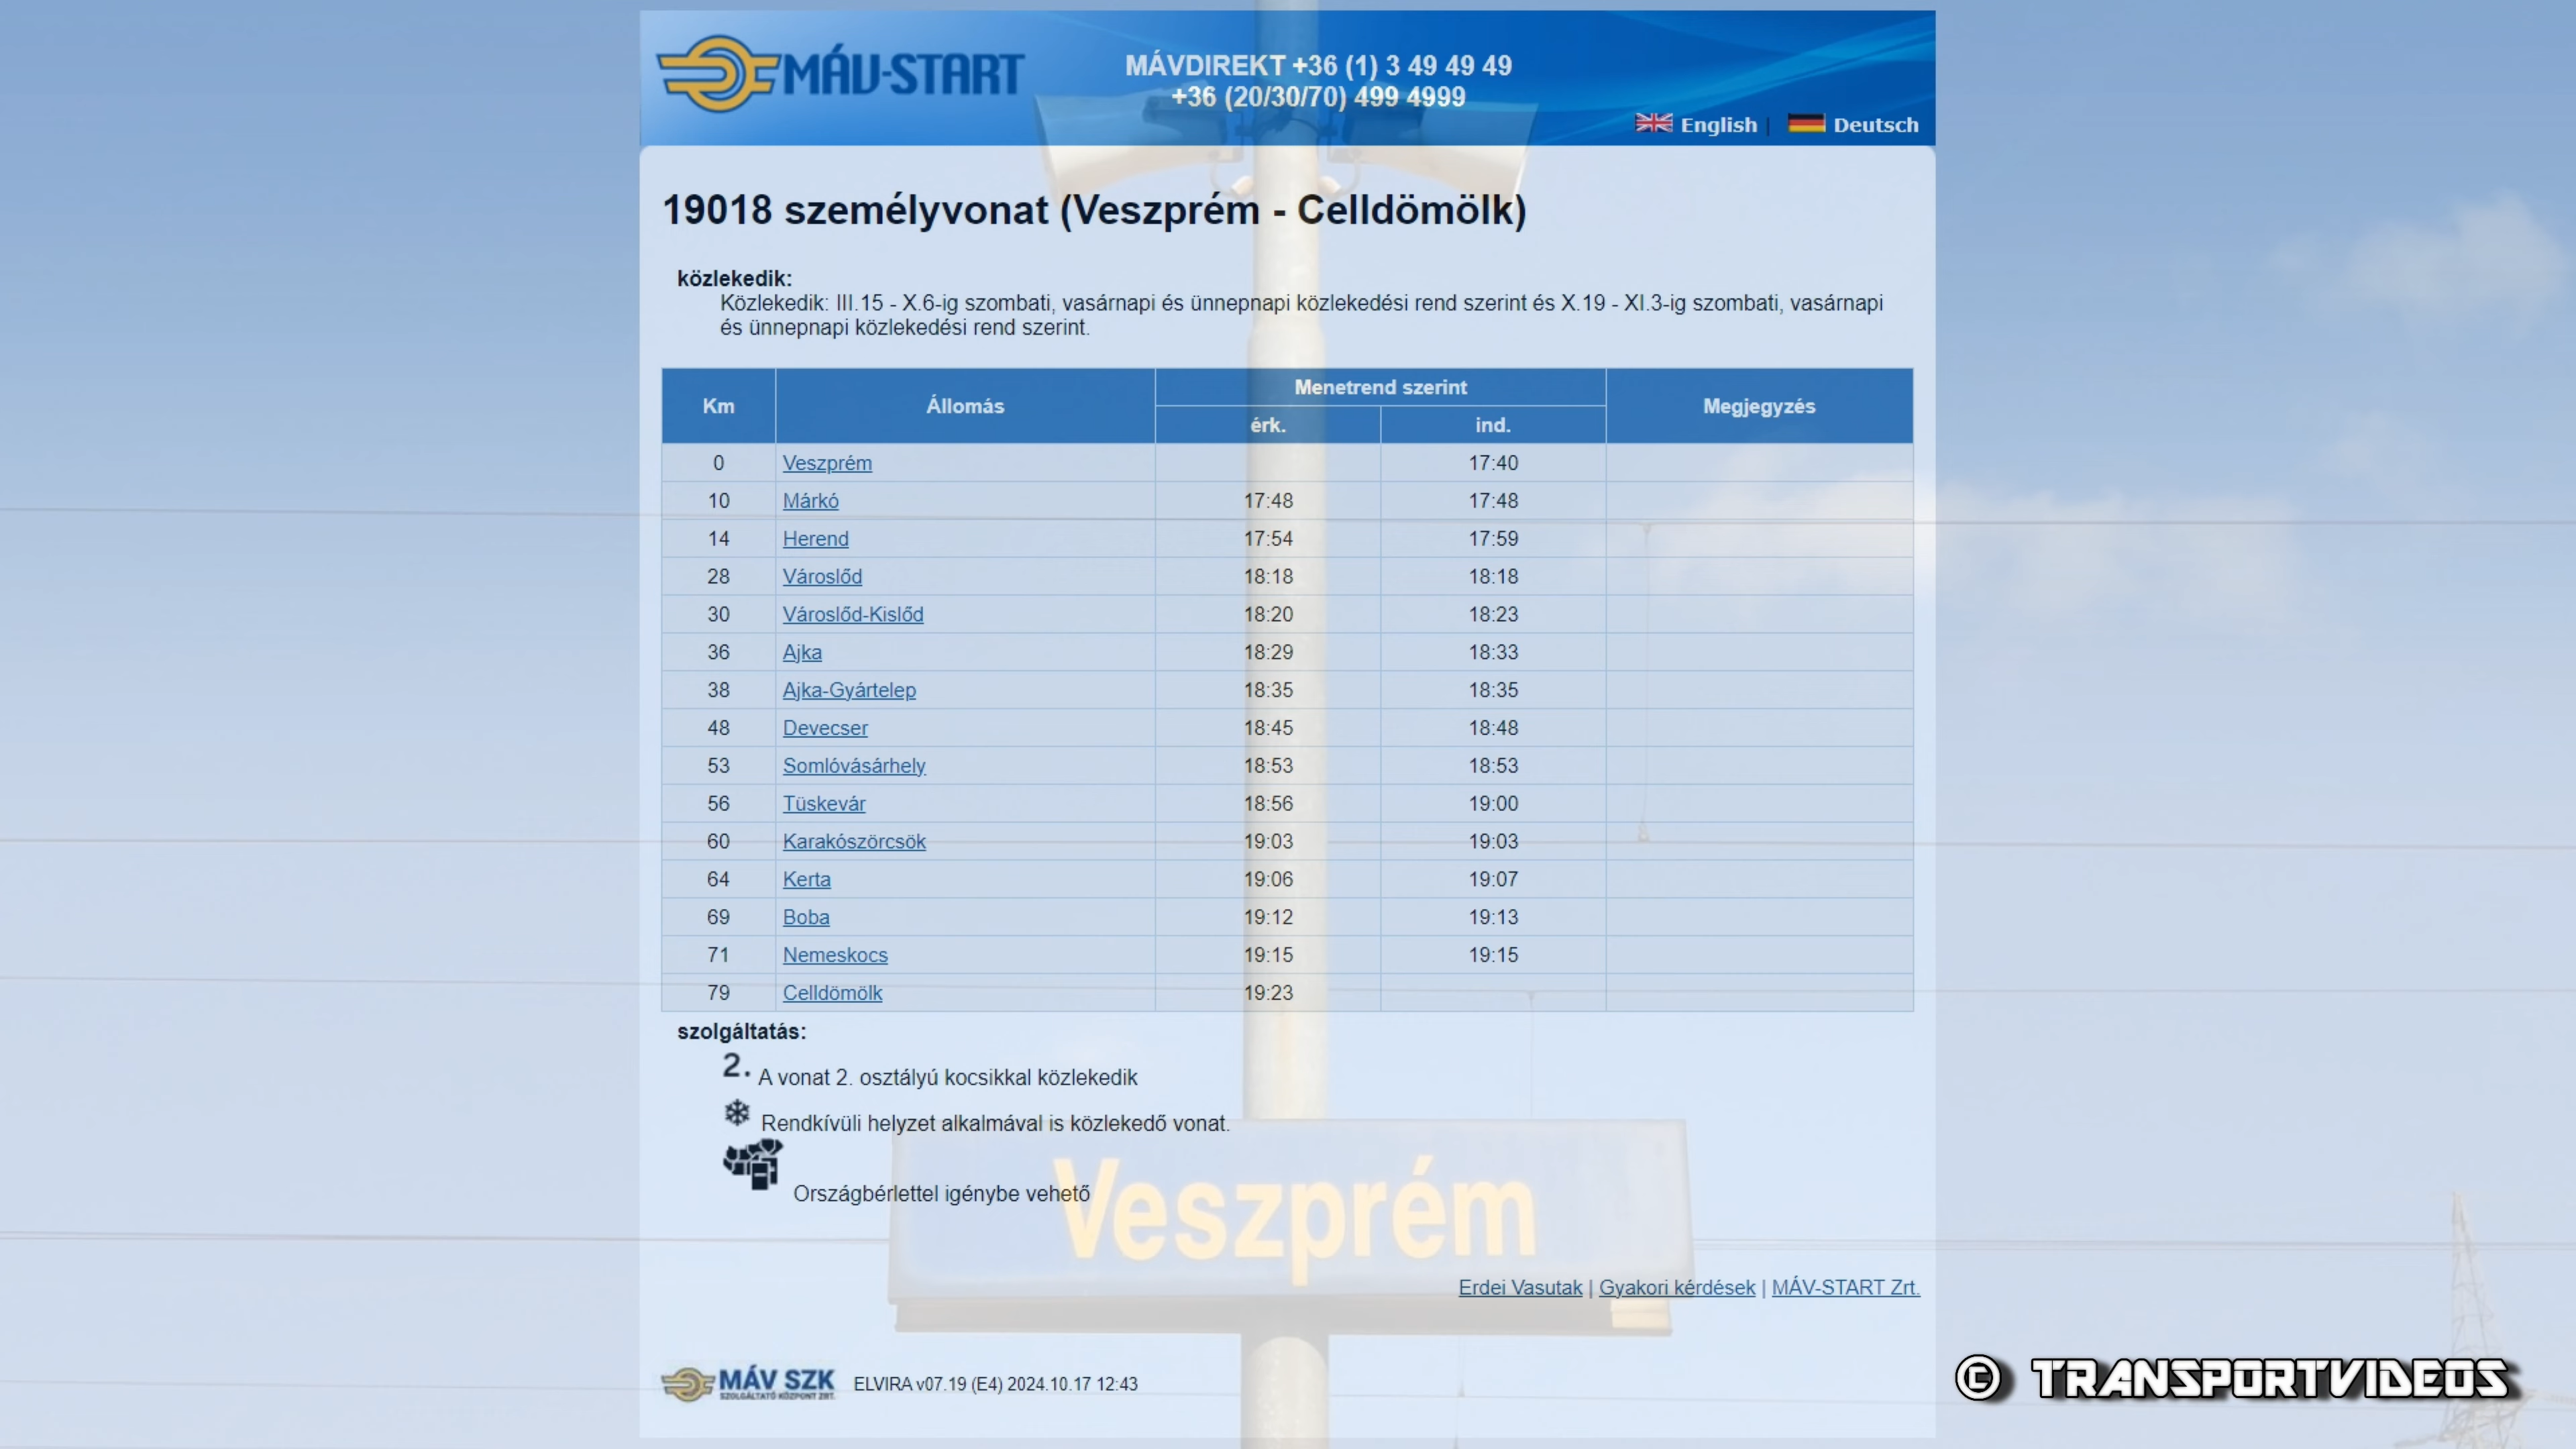 MÁV-START
MÁVDIREKT +36 (1) 3 49 49 49
+36 (20/30/70) 499 4999
English | Deutsch
19018 személyvonat (Veszprém - Celldömölk)
közlekedik:
Közlekedik: III.15 - X.6-ig szombati, vasárnapi és ünnepnapi közlekedési rend szerint és X.19 - XI.3-ig szombati, vasárnapi
és ünnepnapi közlekedési rend szerint.
Km Állomás Menetrend szerint Megjegyzés
érk. ind.
0 Veszprém 17:40
10 Márkó 17:48 17:48
14 Herend 17:54 17:59
28 Városlőd 18:18 18:18
30 Városlőd-Kislőd 18:20 18:23
36 Ajka 18:29 18:33
38 Ajka-Gyártelep 18:35 18:35
48 Devecser 18:45 18:48
53 Somlóvásárhely 18:53 18:53
56 Tüskevár 18:56 19:00
60 Karakószörcsök 19:03 19:03
64 Kerta 19:06 19:07
69 Boba 19:12 19:13
71 Nemeskocs 19:15 19:15
79 Celldömölk 19:23
szolgáltatás:
2. A vonat 2. osztályú kocsikkal közlekedik
Rendkívüli helyzet alkalmával is közlekedő vonat.
Országbérlettel igénybe vehető
Veszprém
Erdei Vasutak | Gyakori kérdések | MÁV-START Zrt.
MÁV SZK
SZOLGÁLTATÓ KÖZPONT ZRT.
ELVIRA v07.19 (E4) 2024.10.17 12:43
© TRANSPORTVIDEOS